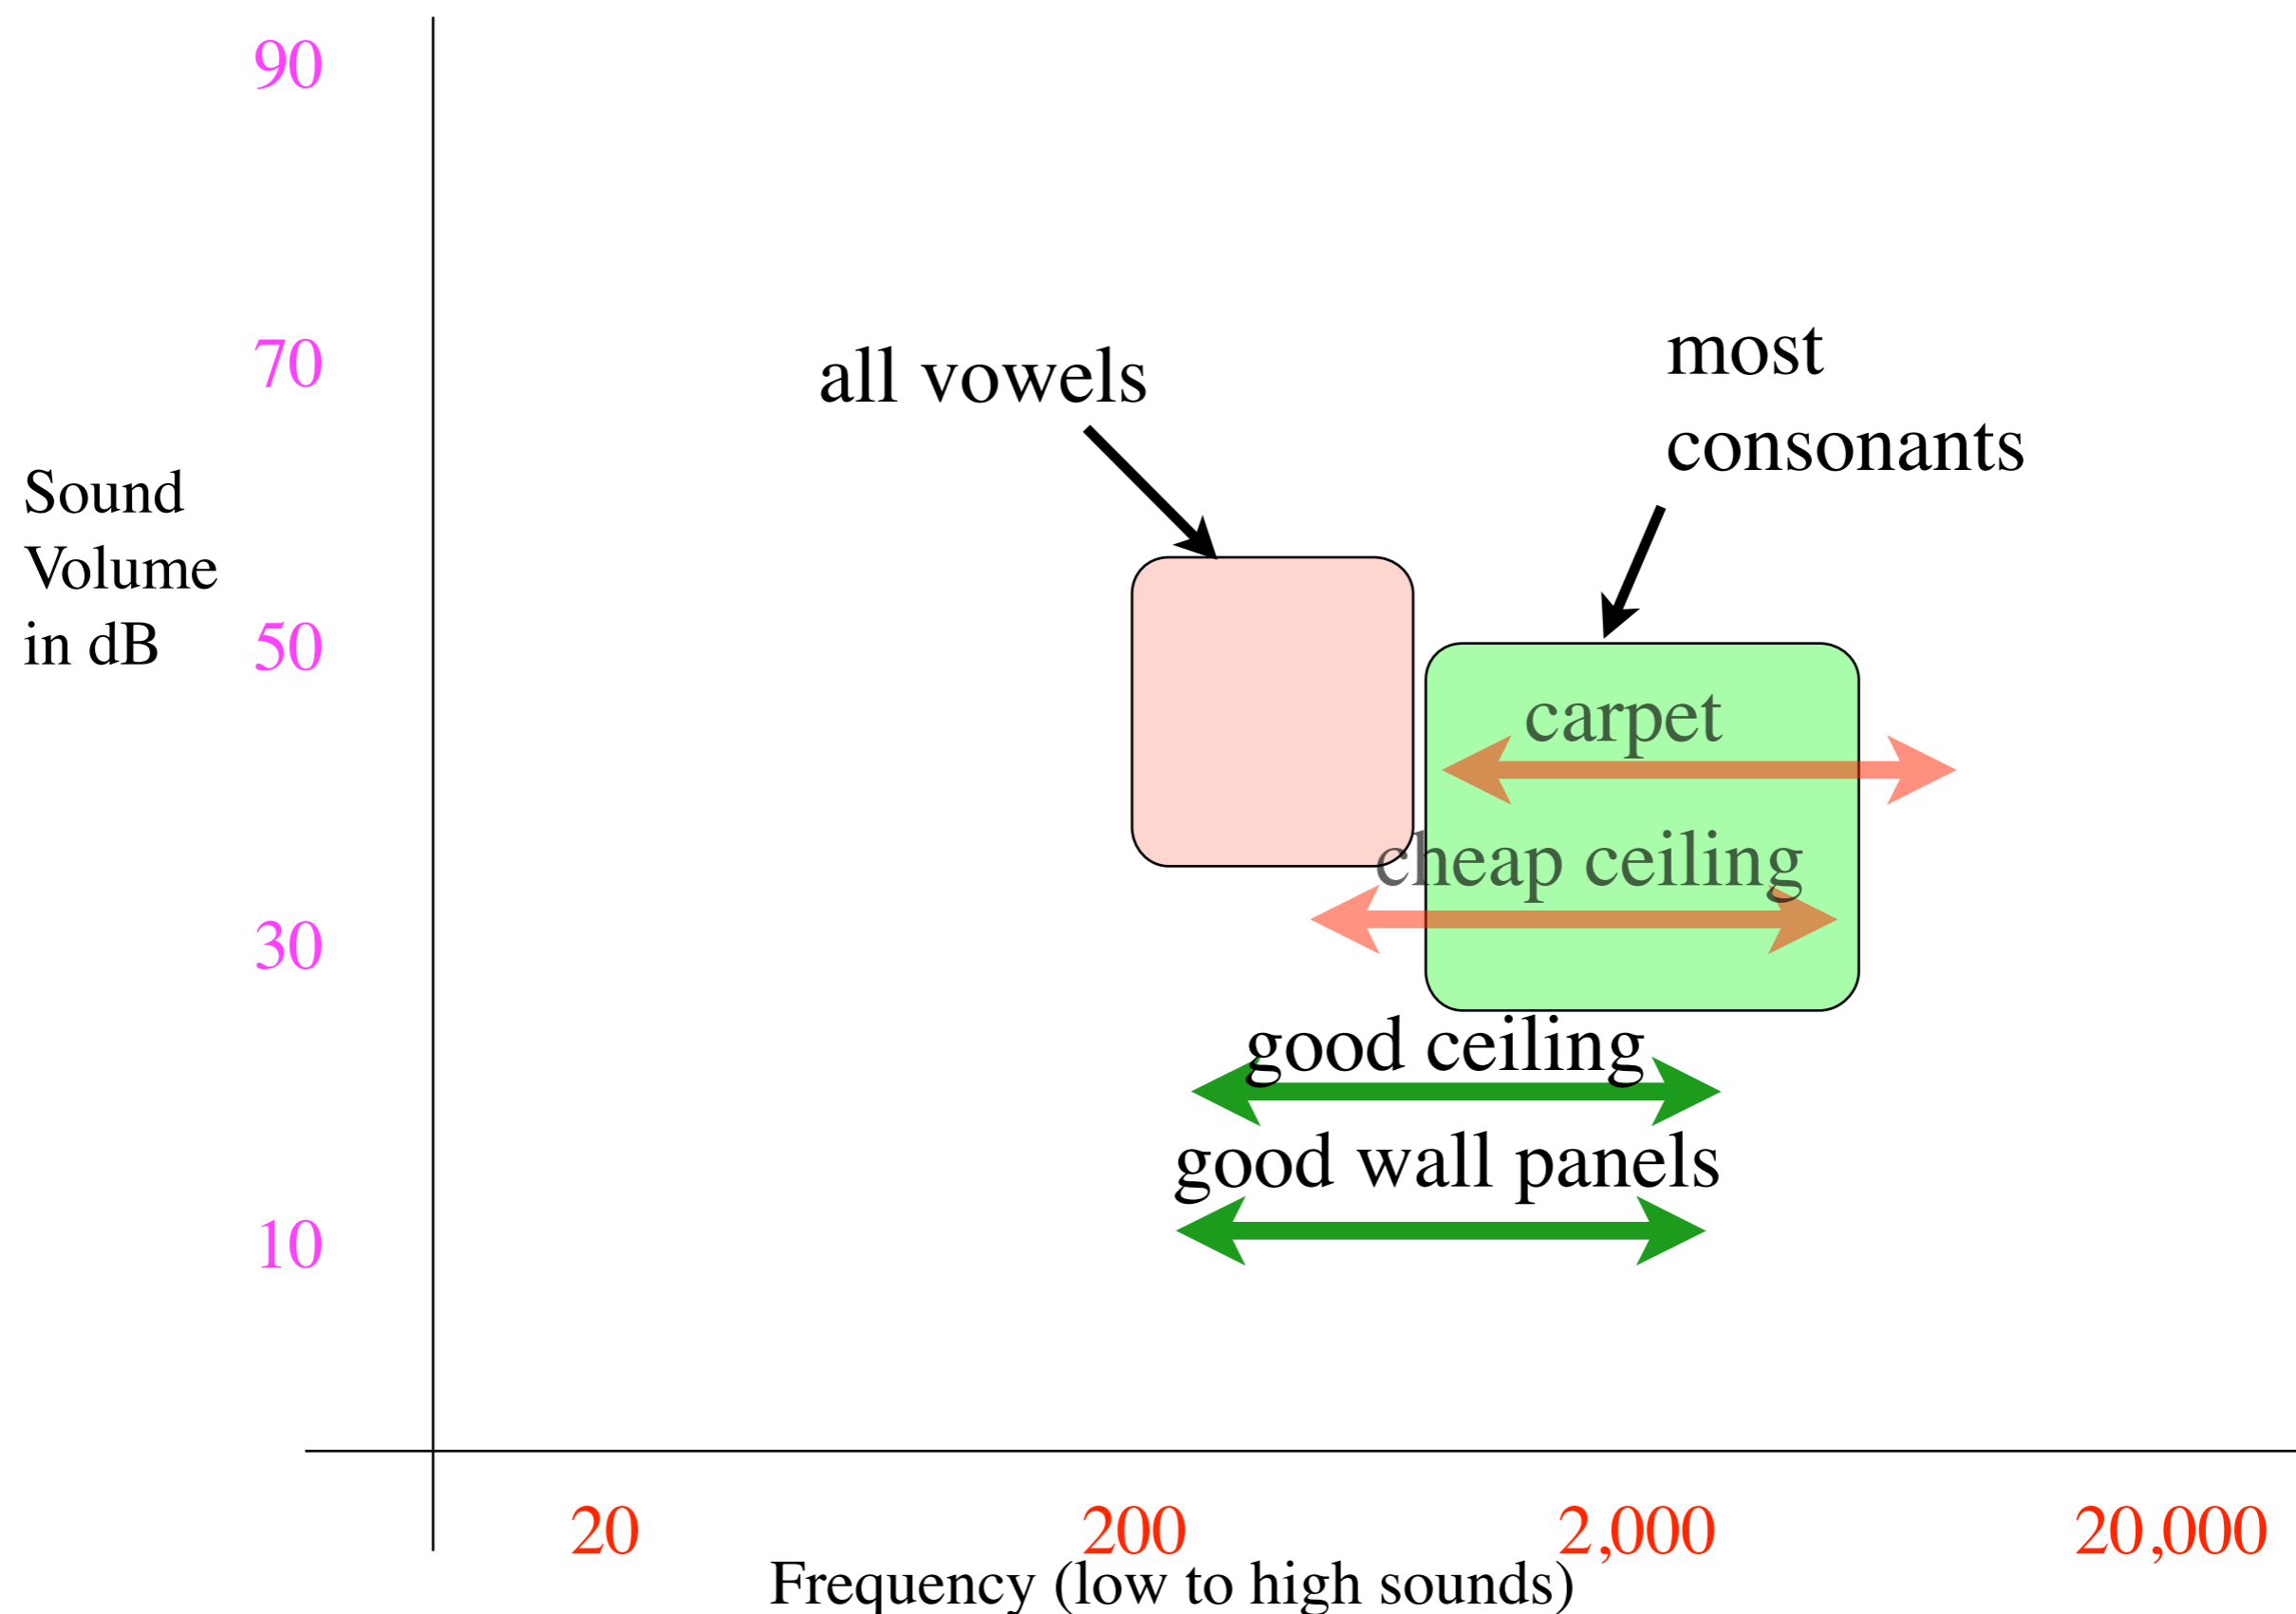 90
70
all vowels
most
consonants
Sound
Volume
in dB
50
carpet
cheap ceiling
30
good ceiling
good wall panels
10
20
200
2,000
20,000
Frequency (low to high sounds)